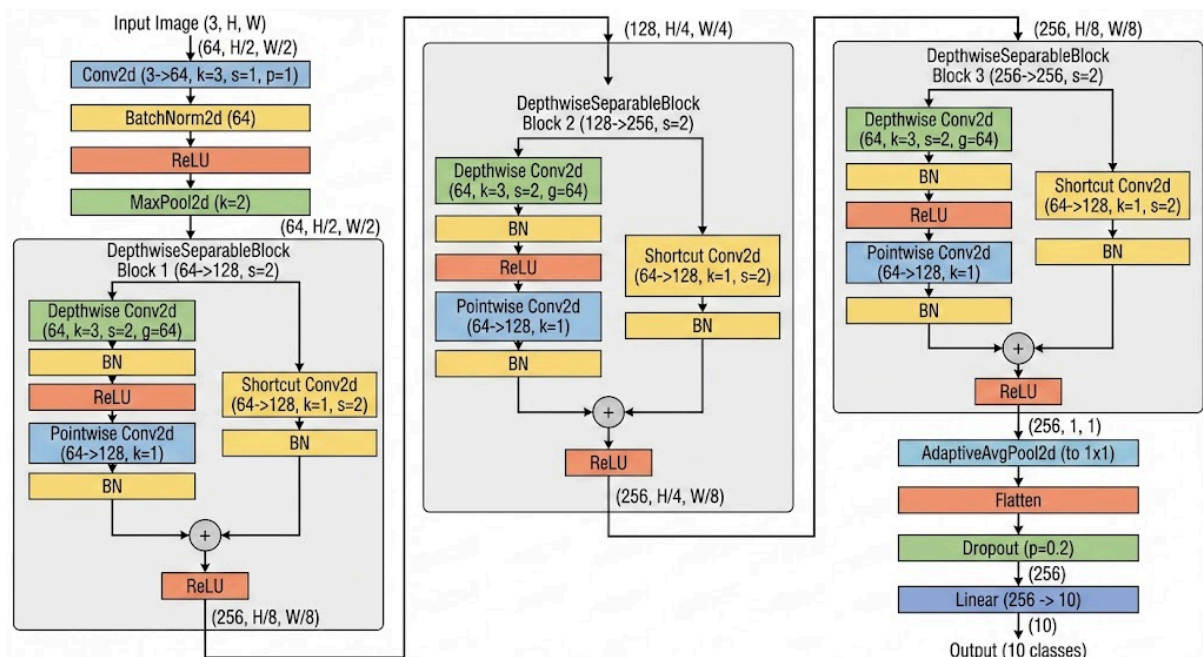 Input Image (3, H, W)
(64, H/2, W/2)
Conv2d (3->64, k=3, s=1, p=1)
BatchNorm2d (64)
ReLU
MaxPool2d (k=2)
(64, H/2, W/2)
DepthwiseSeparableBlock
Block 1 (64->128, s=2)
Depthwise Conv2d
(64, k=3, s=2, g=64)
BN
ReLU
Pointwise Conv2d
(64->128, k=1)
BN
Shortcut Conv2d
(64->128, k=1, s=2)
BN
+
ReLU
(256, H/8, W/8)
(128, H/4, W/4)
DepthwiseSeparableBlock
Block 2 (128->256, s=2)
Depthwise Conv2d
(64, k=3, s=2, g=64)
BN
ReLU
Pointwise Conv2d
(64->128, k=1)
BN
Shortcut Conv2d
(64->128, k=1, s=2)
BN
+
ReLU
(256, H/4, W/8)
(256, H/8, W/8)
DepthwiseSeparableBlock
Block 3 (256->256, s=2)
Depthwise Conv2d
(64, k=3, s=2, g=64)
BN
ReLU
Pointwise Conv2d
(64->128, k=1)
BN
Shortcut Conv2d
(64->128, k=1, s=2)
BN
+
ReLU
(256, 1, 1)
AdaptiveAvgPool2d (to 1x1)
Flatten
Dropout (p=0.2)
(256)
Linear (256 -> 10)
(10)
Output (10 classes)